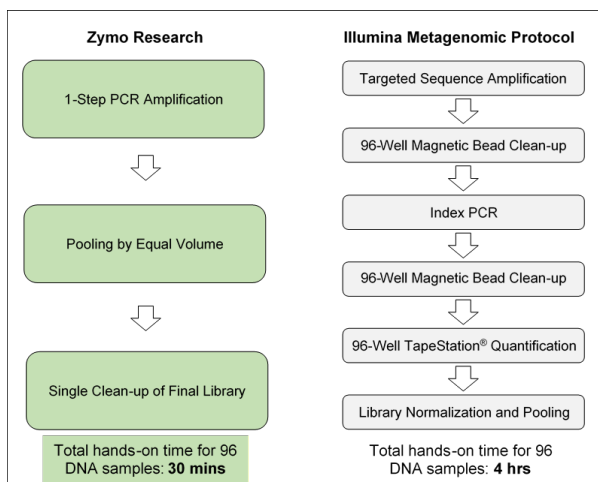 Zymo Research
1-Step PCR Amplification
Pooling by Equal Volume
Single Clean-up of Final Library
Total hands-on time for 96
DNA samples: 30 mins
Illumina Metagenomic Protocol
Targeted Sequence Amplification
96-Well Magnetic Bead Clean-up
Index PCR
96-Well Magnetic Bead Clean-up
96-Well TapeStation® Quantification
Library Normalization and Pooling
Total hands-on time for 96
DNA samples: 4 hrs